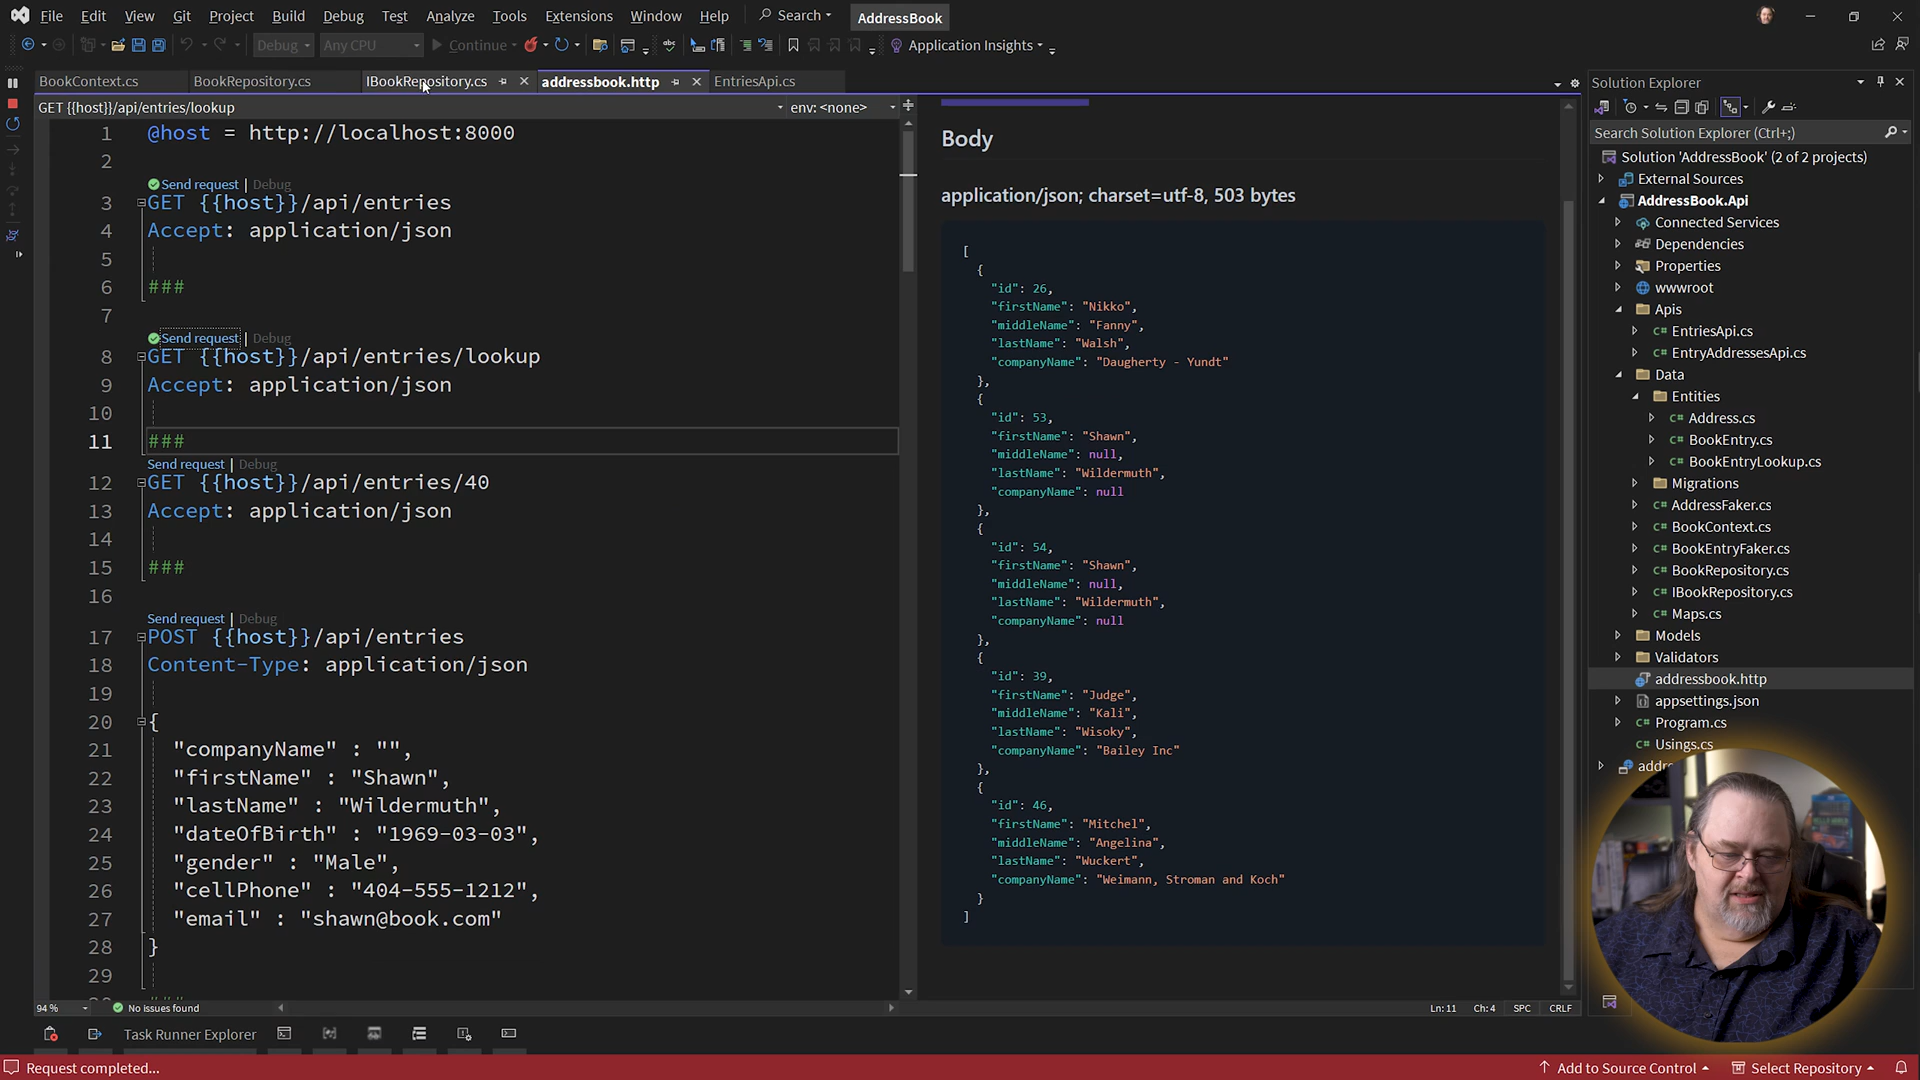 File Edit View Git Project Build Debug Test Analyze Tools Extensions Window Help Search AddressBook
Debug Any CPU Continue Application Insights
BookContext.cs BookRepository.cs IBookRepository.cs addressbook.http EntriesApi.cs
GET {{host}}/api/entries/lookup env: <none>
1 @host = http://localhost:8000
2
Send request | Debug
3 GET {{host}}/api/entries
4 Accept: application/json
5
6 ###
7
Send request | Debug
8 GET {{host}}/api/entries/lookup
9 Accept: application/json
10
11 ###
Send request | Debug
12 GET {{host}}/api/entries/40
13 Accept: application/json
14
15 ###
16
Send request | Debug
17 POST {{host}}/api/entries
18 Content-Type: application/json
19
20 {
21 "companyName" : "",
22 "firstName" : "Shawn",
23 "lastName" : "Wildermuth",
24 "dateOfBirth" : "1969-03-03",
25 "gender" : "Male",
26 "cellPhone" : "404-555-1212",
27 "email" : "shawn@book.com"
28 }
29
94 % No issues found Ln: 11 Ch: 4 SPC CRLF
Body
application/json; charset=utf-8, 503 bytes
[
{
"id": 26,
"firstName": "Nikko",
"middleName": "Fanny",
"lastName": "Walsh",
"companyName": "Daugherty - Yundt"
},
{
"id": 53,
"firstName": "Shawn",
"middleName": null,
"lastName": "Wildermuth",
"companyName": null
},
{
"id": 54,
"firstName": "Shawn",
"middleName": null,
"lastName": "Wildermuth",
"companyName": null
},
{
"id": 39,
"firstName": "Judge",
"middleName": "Kali",
"lastName": "Wisoky",
"companyName": "Bailey Inc"
},
{
"id": 46,
"firstName": "Mitchel",
"middleName": "Angelina",
"lastName": "Wuckert",
"companyName": "Weimann, Stroman and Koch"
}
]
Solution Explorer
Search Solution Explorer (Ctrl+;)
Solution 'AddressBook' (2 of 2 projects)
External Sources
AddressBook.Api
Connected Services
Dependencies
Properties
wwwroot
Apis
C# EntriesApi.cs
C# EntryAddressesApi.cs
Data
Entities
C# Address.cs
C# BookEntry.cs
C# BookEntryLookup.cs
Migrations
C# AddressFaker.cs
C# BookContext.cs
C# BookEntryFaker.cs
C# BookRepository.cs
C# IBookRepository.cs
C# Maps.cs
Models
Validators
addressbook.http
appsettings.json
C# Program.cs
C# Usings.cs
Task Runner Explorer
Request completed... Add to Source Control Select Repository